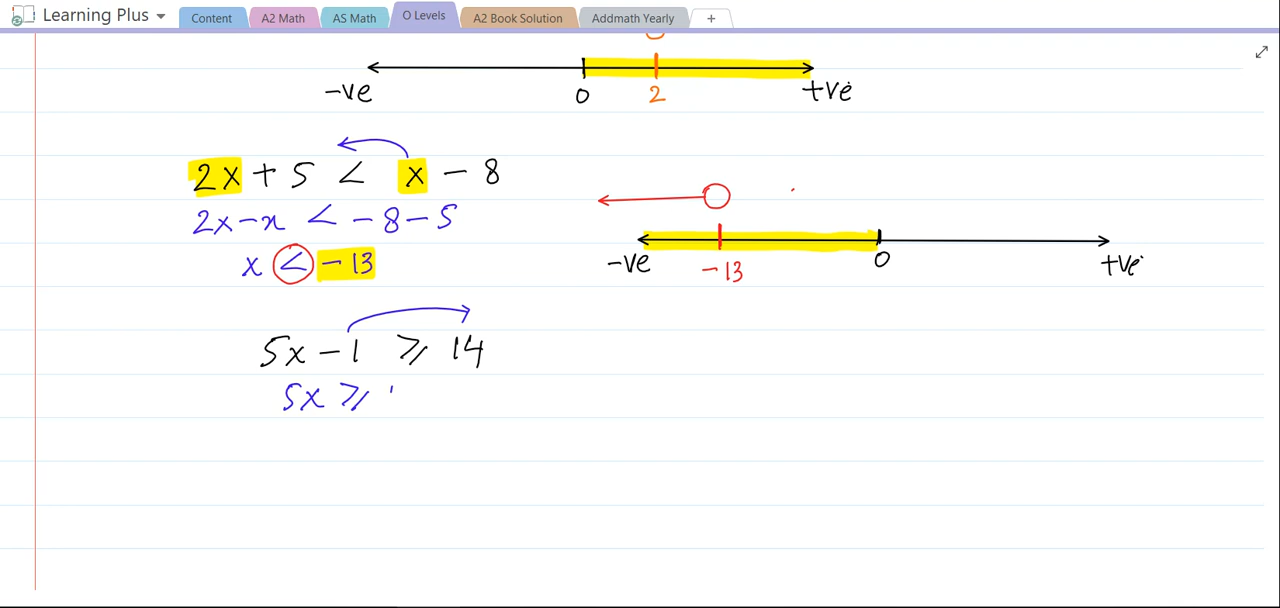 Learning Plus
Content
A2 Math
AS Math
O Levels
A2 Book Solution
Addmath Yearly
+
-ve 0 2 +ve
2x + 5 < x - 8
2x-x < -8-5
x < -13
-ve -13 0 +ve
5x - 1 ⩾ 14
5x ⩾